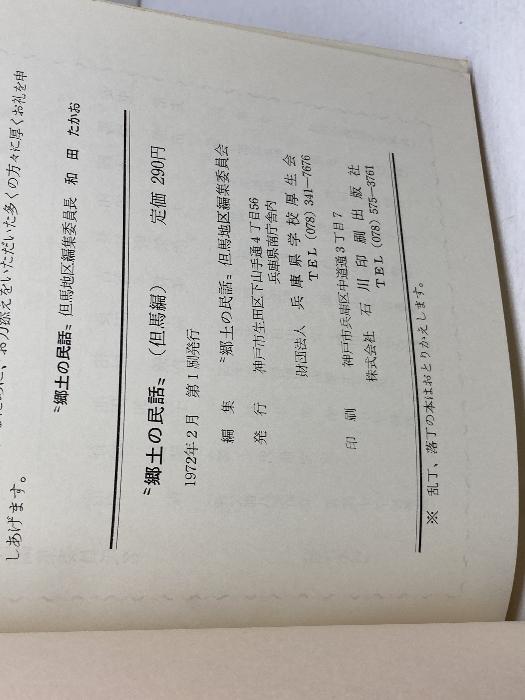 に、お力添えをいただいた多くの方々に厚くお礼を申
しあげます。
〝郷土の民話〟但馬地区編集委員長 和田 たかお
〝郷土の民話〟（但馬編） 定価 290円
1972年2月 第1刷発行
編集 〝郷土の民話〟但馬地区編集委員会
発行 神戸市生田区下山手通4丁目56
兵庫県南庁舎内
財団法人 兵庫県学校厚生会
TEL (078) 341—7676
印刷 神戸市兵庫区中道通3丁目7
株式会社 石川印刷出版社
TEL (078) 575—3761
※ 乱丁、落丁の本はおとりかえします。